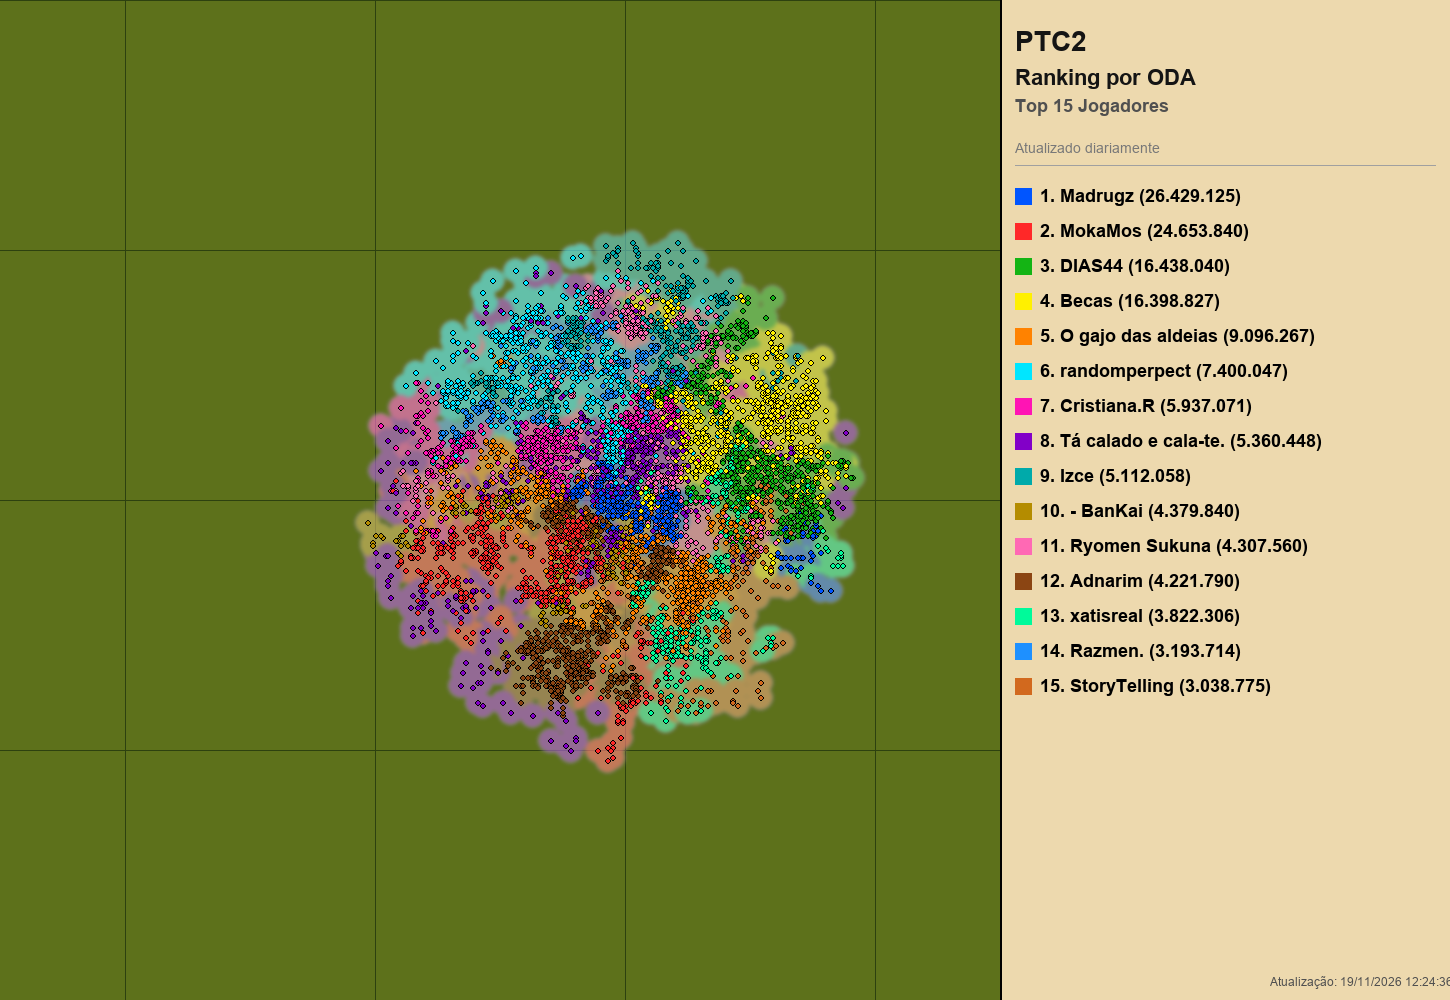 PTC2
Ranking por ODA
Top 15 Jogadores
Atualizado diariamente
1. Madrugz (26.429.125)
2. MokaMos (24.653.840)
3. DIAS44 (16.438.040)
4. Becas (16.398.827)
5. O gajo das aldeias (9.096.267)
6. randomperpect (7.400.047)
7. Cristiana.R (5.937.071)
8. Tá calado e cala-te. (5.360.448)
9. Izce (5.112.058)
10. - BanKai (4.379.840)
11. Ryomen Sukuna (4.307.560)
12. Adnarim (4.221.790)
13. xatisreal (3.822.306)
14. Razmen. (3.193.714)
15. StoryTelling (3.038.775)
Atualização: 19/11/2026 12:24:36